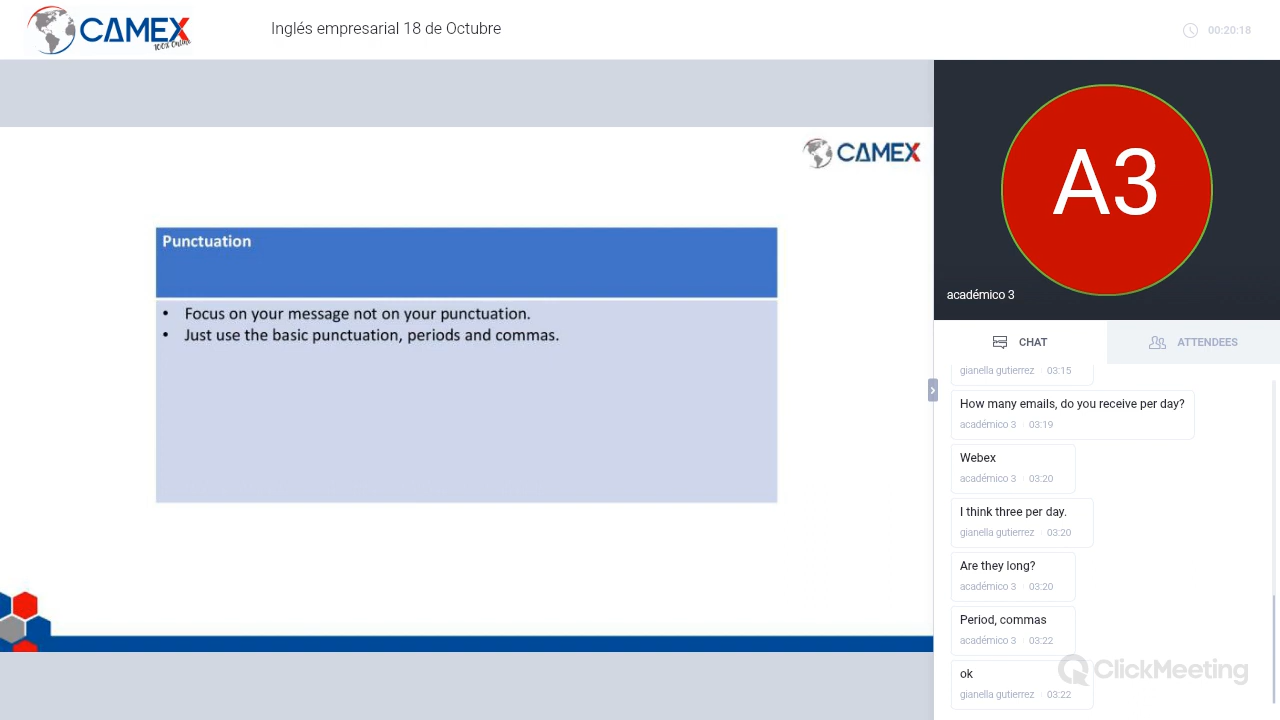 CAMEX
100% Online
Inglés empresarial 18 de Octubre
00:20:18
CAMEX
Punctuation
• Focus on your message not on your punctuation.
• Just use the basic punctuation, periods and commas.
A3
académico 3
CHAT
ATTENDEES
gianella gutierrez 03:15
How many emails, do you receive per day?
académico 3 03:19
Webex
académico 3 03:20
I think three per day.
gianella gutierrez 03:20
Are they long?
académico 3 03:20
Period, commas
académico 3 03:22
ok
gianella gutierrez 03:22
ClickMeeting